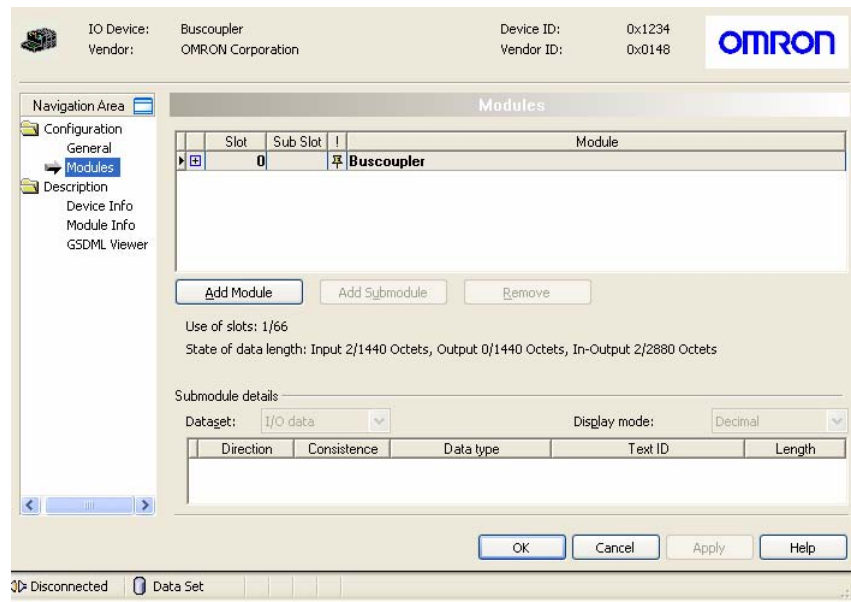 IO Device: Buscoupler Device ID: 0x1234
Vendor: OMRON Corporation Vendor ID: 0x0148
OMRON
Navigation Area
Configuration
General
Modules
Description
Device Info
Module Info
GSDML Viewer
Modules
Slot Sub Slot ! Module
0 Buscoupler
Add Module Add Submodule Remove
Use of slots: 1/66
State of data length: Input 2/1440 Octets, Output 0/1440 Octets, In-Output 2/2880 Octets
Submodule details
Dataset: I/O data Display mode: Decimal
Direction Consistence Data type Text ID Length
OK Cancel Apply Help
Disconnected Data Set